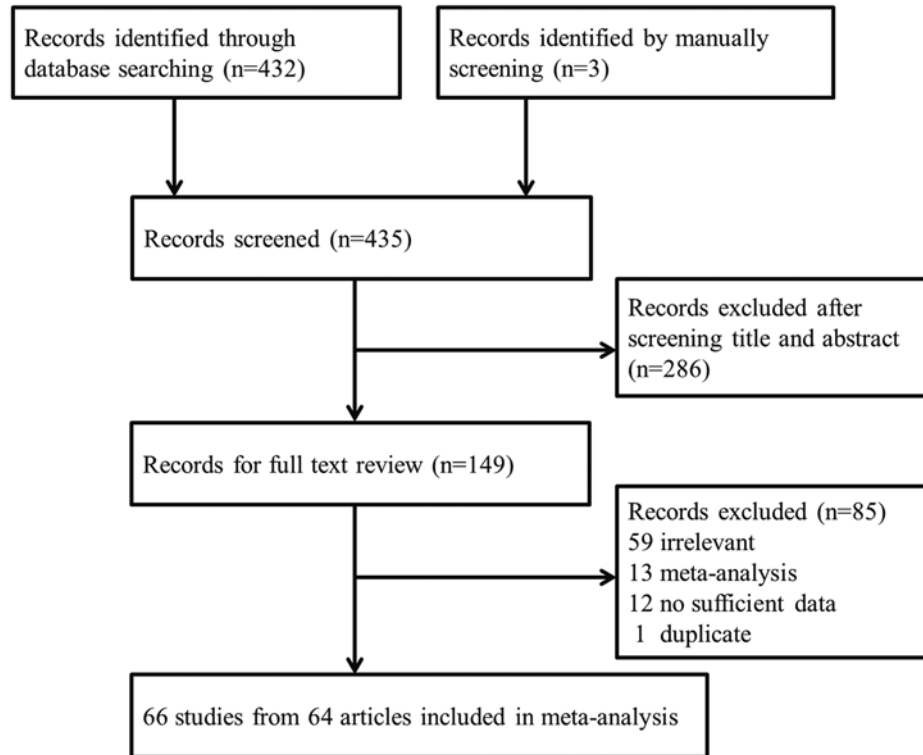 Records identified through
database searching (n=432)
Records identified by manually
screening (n=3)
Records screened (n=435)
Records excluded after
screening title and abstract
(n=286)
Records for full text review (n=149)
Records excluded (n=85)
59 irrelevant
13 meta-analysis
12 no sufficient data
1 duplicate
66 studies from 64 articles included in meta-analysis